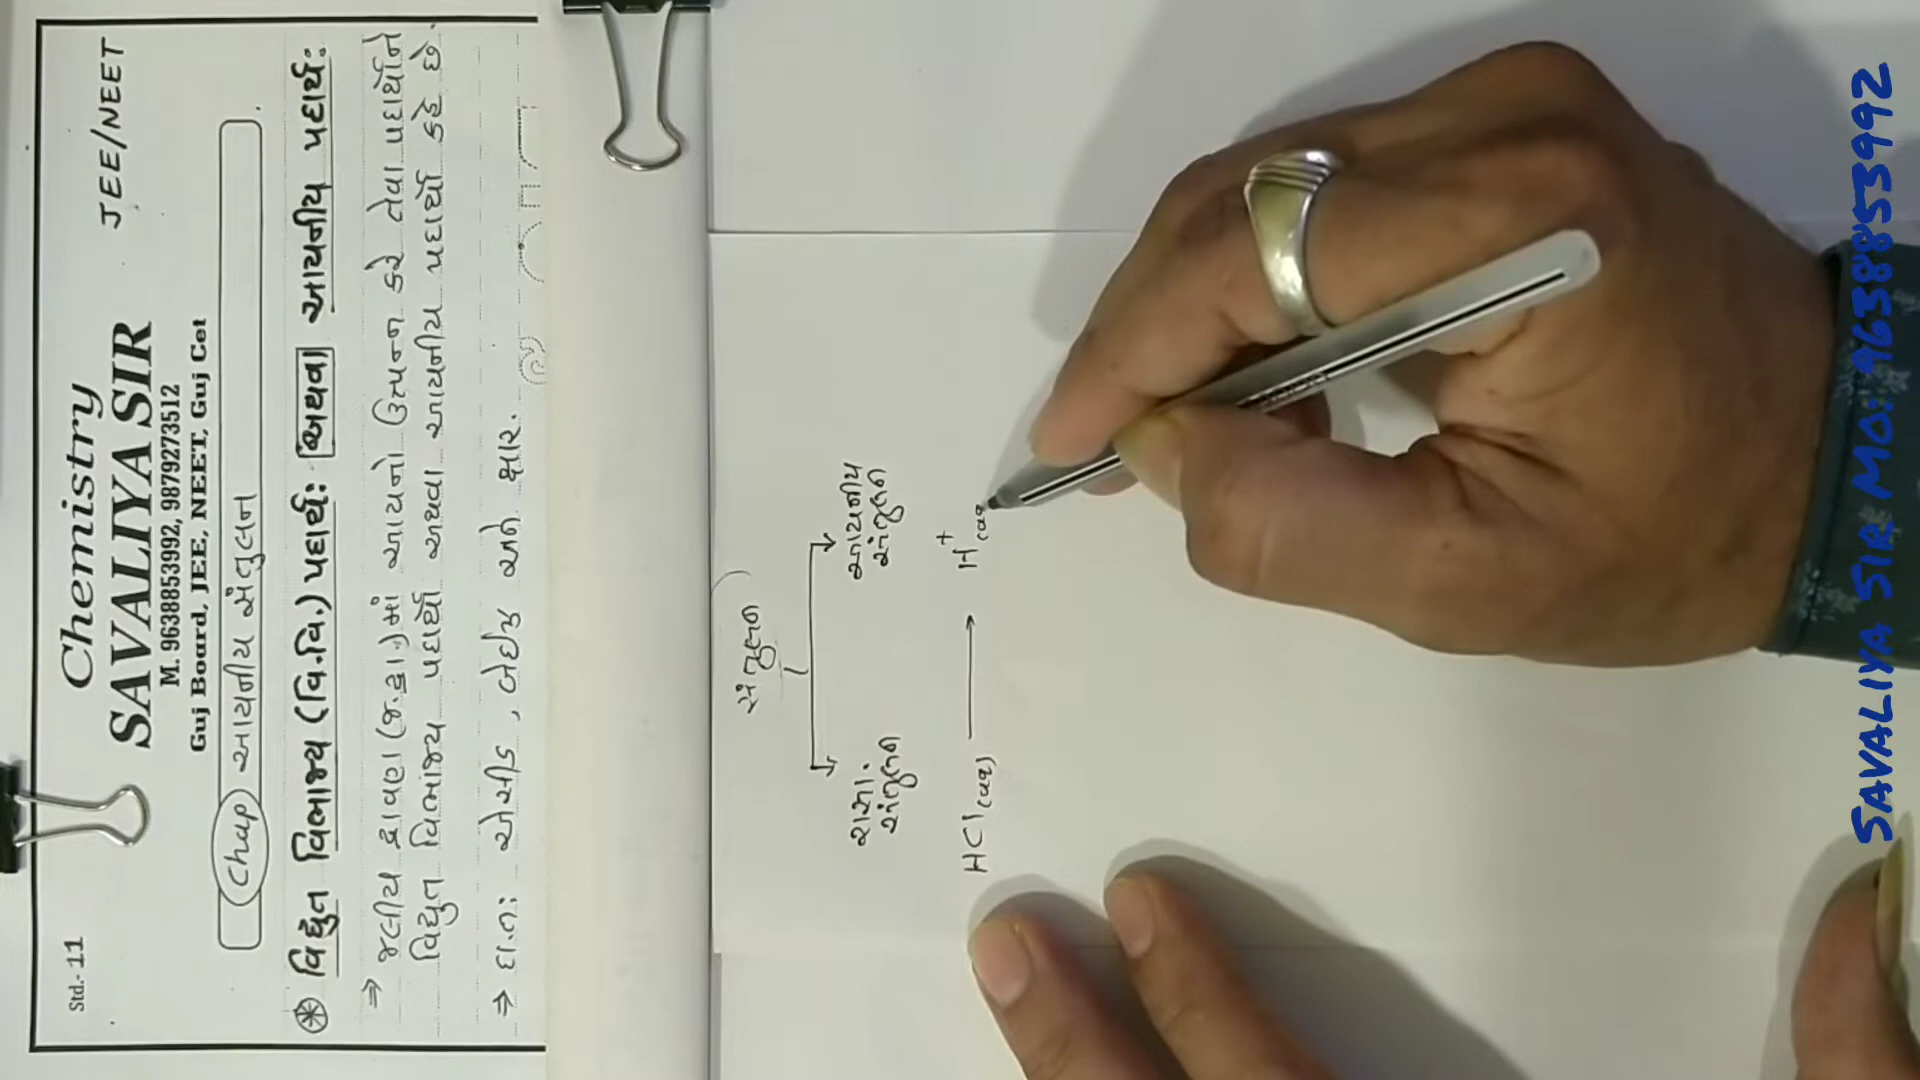 Std.- 11
Chemistry
JEE/NEET
SAVALIYA SIR
M. 9638853992, 9879273512
Guj Board, JEE, NEET, Guj Cet
Chap આયનીય સંતુલન
⊛ વિદ્યુત વિભાજ્ય (વિ.વિ.) પદાર્થ: અથવા આયનીય પદાર્થ:
⇒ જલીય દ્રાવણ (જ.દ્રા.)માં આયનો ઉત્પન્ન કરે તેવા પદાર્થોને
વિદ્યુત વિભાજ્ય પદાર્થો અથવા આયનીય પદાર્થો કહે છે.
⇒ દા.ત: એસીડ, બેઈઝ અને ક્ષાર.
સંતુલન
રાસા. સંતુલન
આયનીય સંતુલન
HCl(aq) ⟶ H⁺(aq
SAVALIYA SIR MO: 9638853992